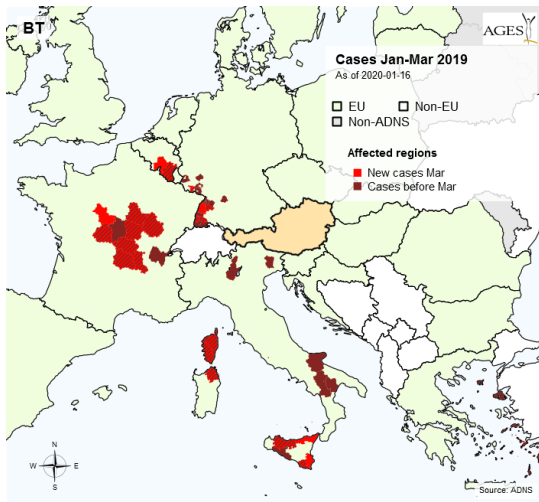 BT
AGES
Cases Jan-Mar 2019
As of 2020-01-16
EU Non-EU
Non-ADNS
Affected regions
New cases Mar
Cases before Mar
N
W E
S
Source: ADNS